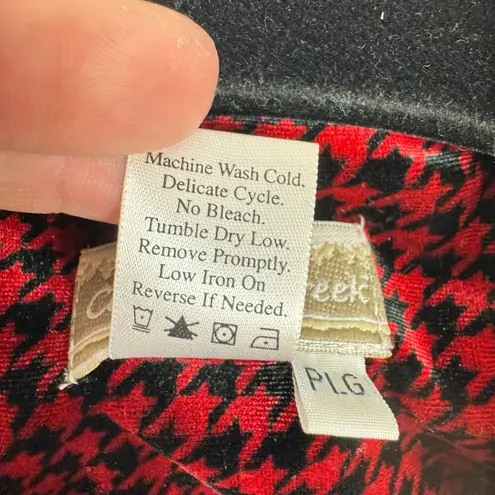 Machine Wash Cold.
Delicate Cycle.
No Bleach.
Tumble Dry Low.
Remove Promptly.
Low Iron On
Reverse If Needed.
PLG